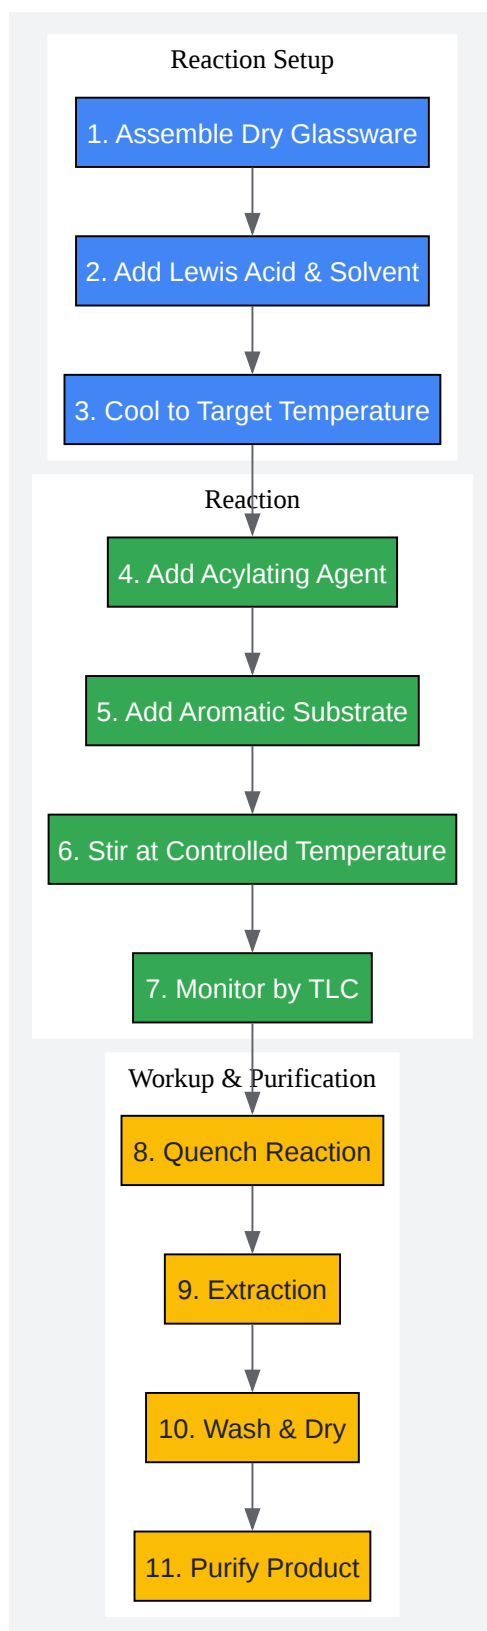 Reaction Setup
1. Assemble Dry Glassware
2. Add Lewis Acid & Solvent
3. Cool to Target Temperature
Reaction
4. Add Acylating Agent
5. Add Aromatic Substrate
6. Stir at Controlled Temperature
7. Monitor by TLC
Workup & Purification
8. Quench Reaction
9. Extraction
10. Wash & Dry
11. Purify Product